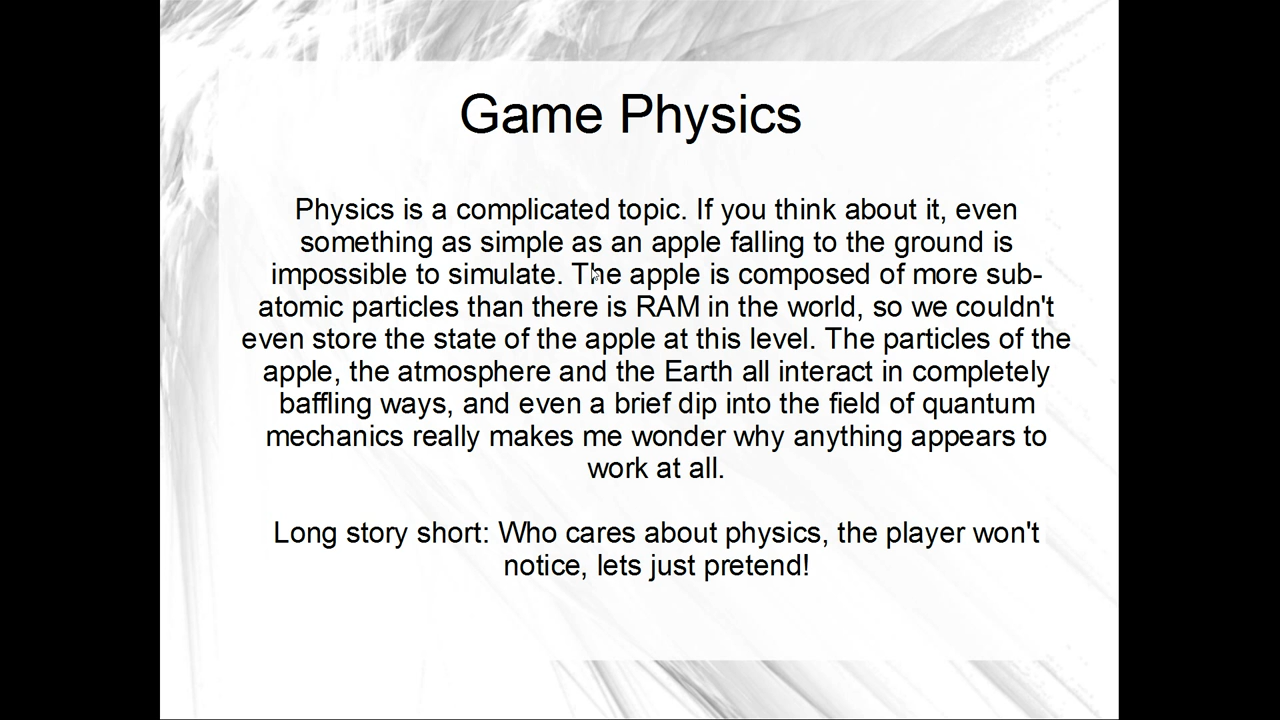 Game Physics
Physics is a complicated topic. If you think about it, even
something as simple as an apple falling to the ground is
impossible to simulate. The apple is composed of more sub-
atomic particles than there is RAM in the world, so we couldn't
even store the state of the apple at this level. The particles of the
apple, the atmosphere and the Earth all interact in completely
baffling ways, and even a brief dip into the field of quantum
mechanics really makes me wonder why anything appears to
work at all.
Long story short: Who cares about physics, the player won't
notice, lets just pretend!